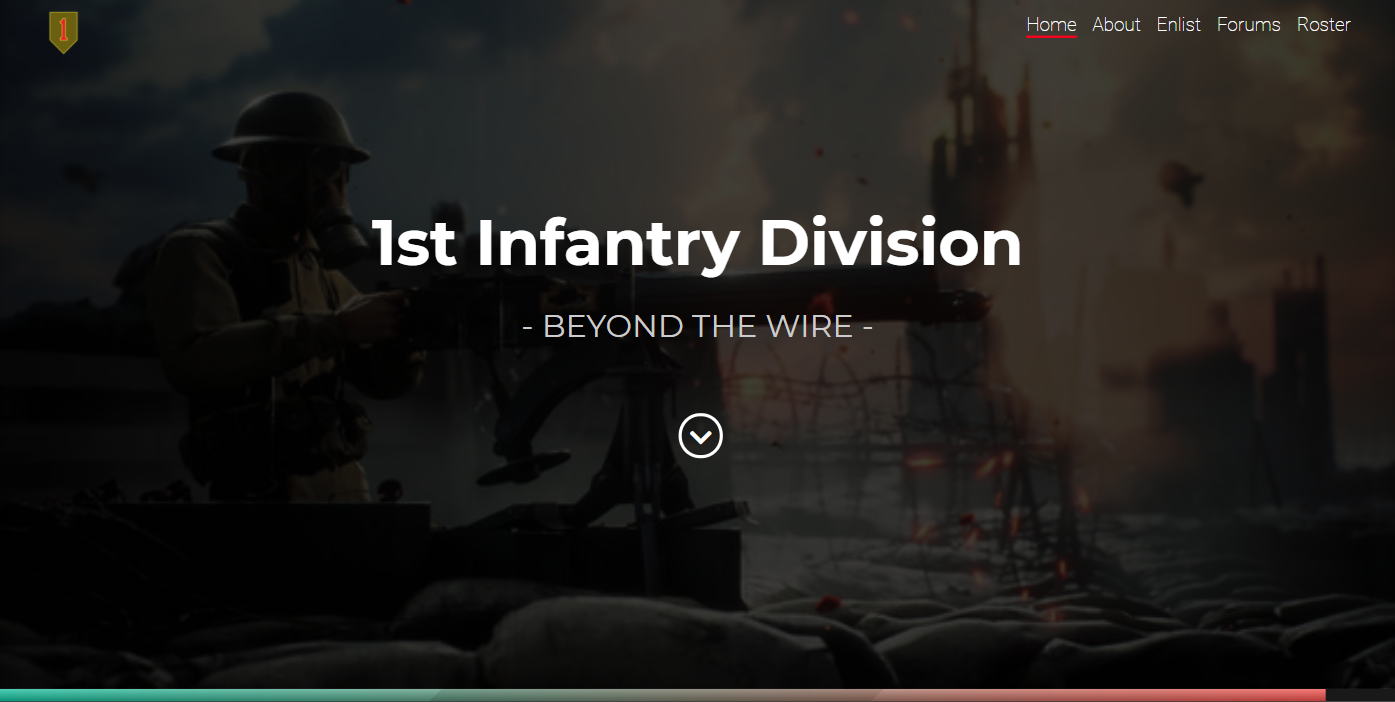 1
Home About Enlist Forums Roster
1st Infantry Division
- BEYOND THE WIRE -